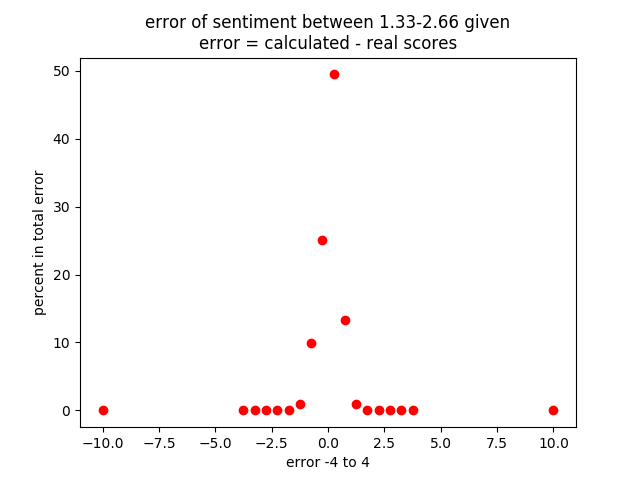 error of sentiment between 1.33-2.66 given
error = calculated - real scores
50
40
30
20
10
0
percent in total error
−10.0 −7.5 −5.0 −2.5 0.0 2.5 5.0 7.5 10.0
error -4 to 4